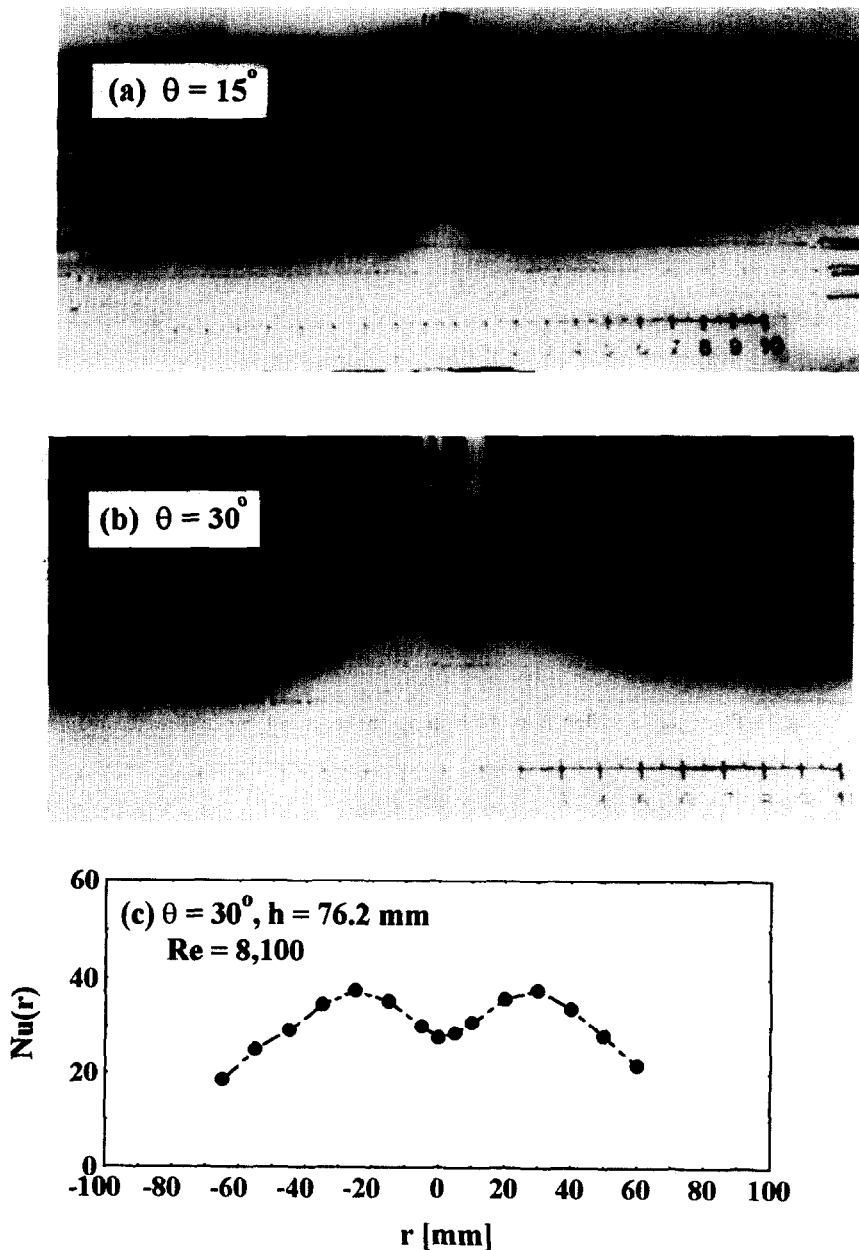 (a) θ = 15°
7 8 9 10
(b) θ = 30°
60
(c) θ = 30°, h = 76.2 mm
Re = 8,100
40
Nu(r)
20
0
-100 -80 -60 -40 -20 0 20 40 60 80 100
r [mm]